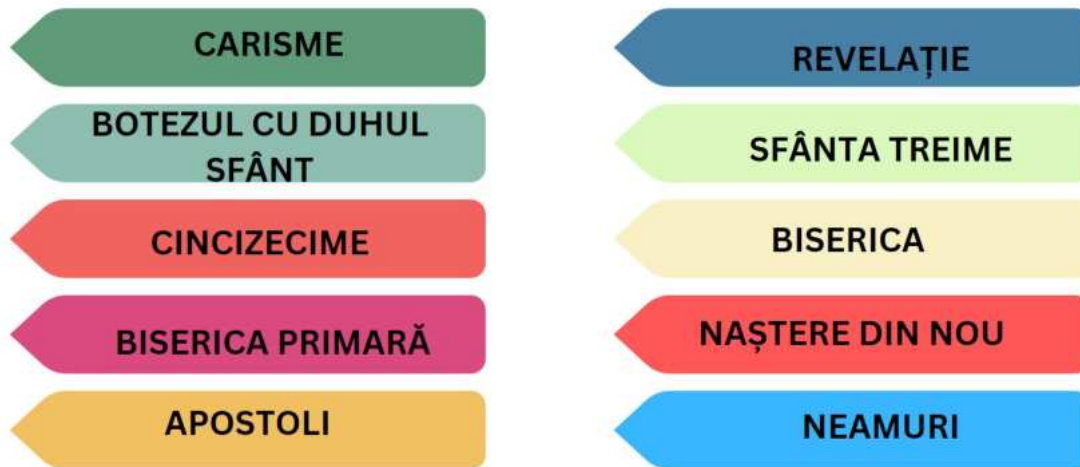 CARISME
BOTEZUL CU DUHUL
SFÂNT
CINCIZECIME
BISERICA PRIMARĂ
APOSTOLI
REVELAȚIE
SFÂNTA TREIME
BISERICA
NAȘTERE DIN NOU
NEAMURI